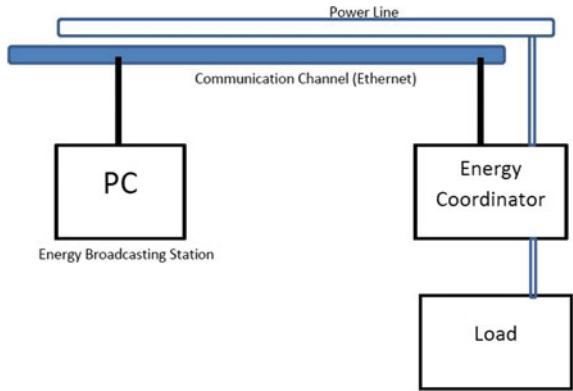 Power Line
Communication Channel (Ethernet)
PC
Energy
Coordinator
Energy Broadcasting Station
Load